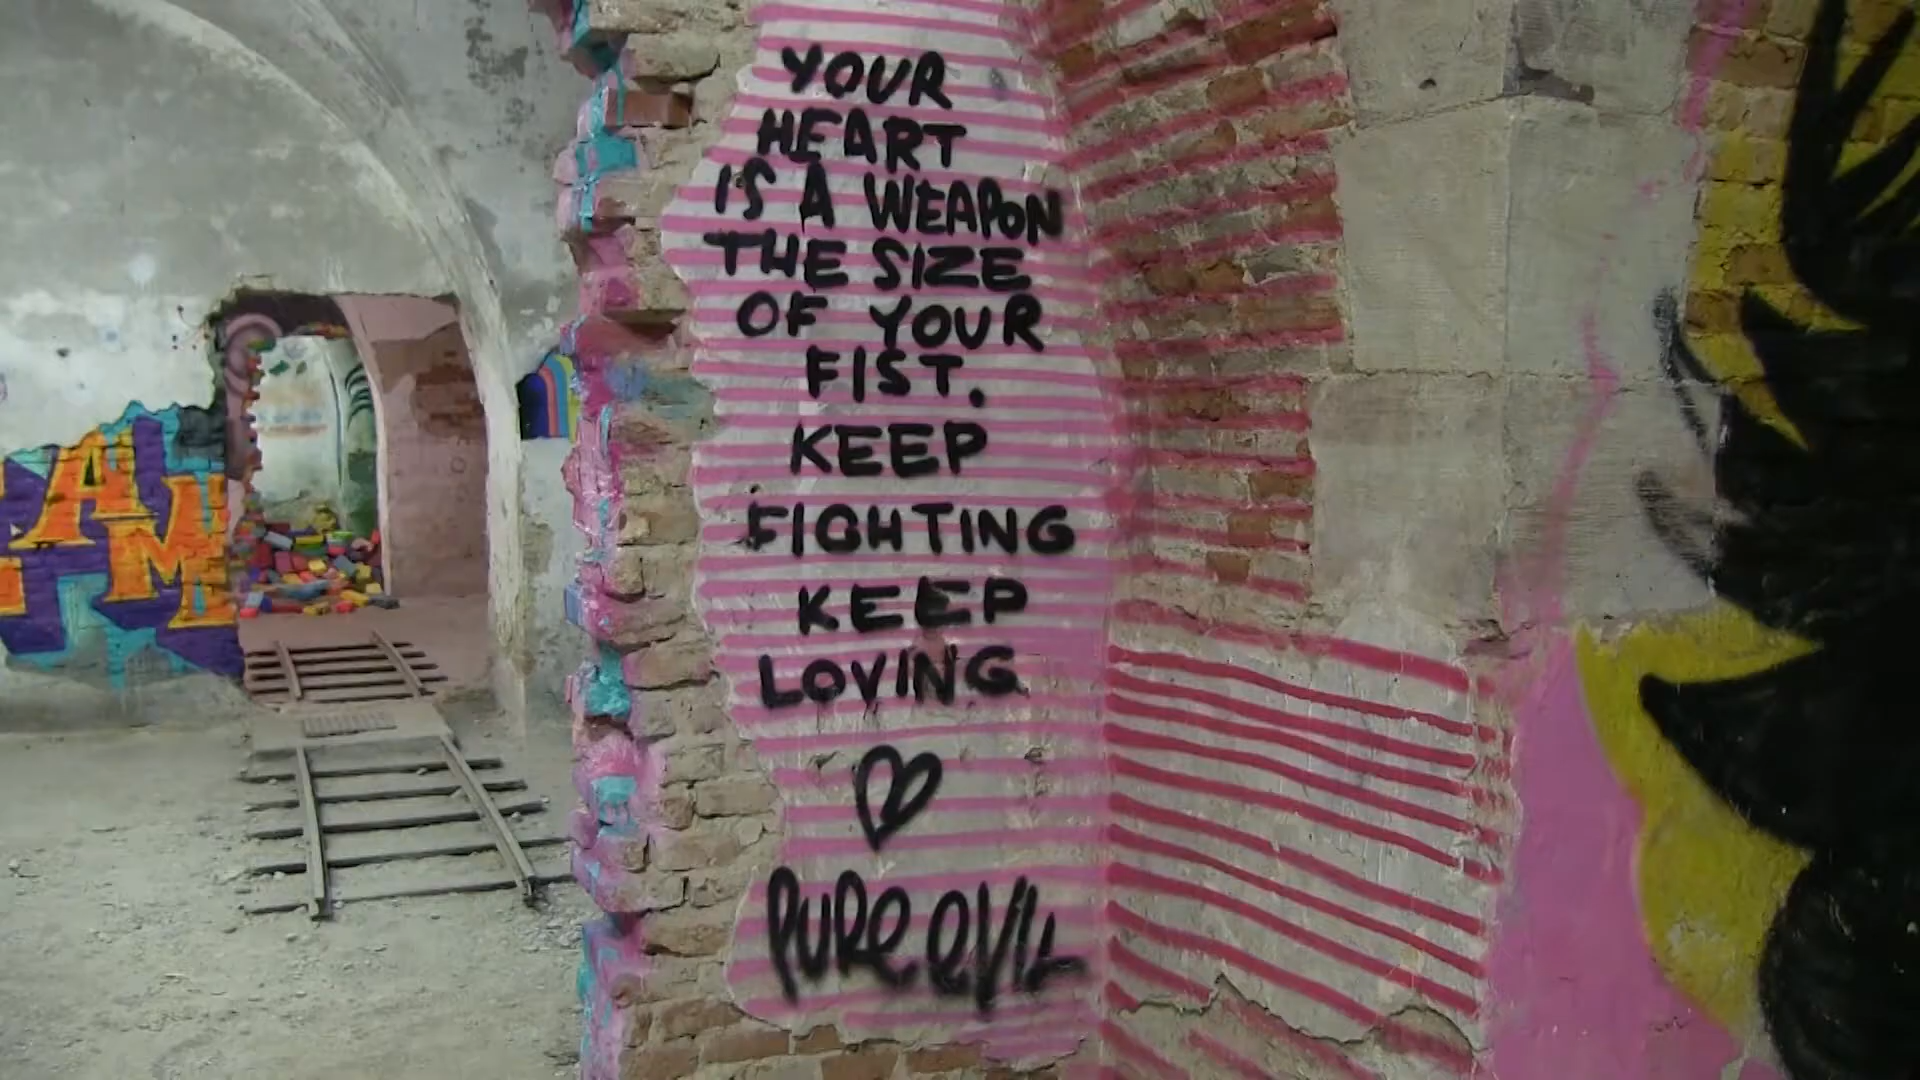 YOUR
HEART
IS A WEAPON
THE SIZE
OF YOUR
FIST.
KEEP
FIGHTING
KEEP
LOVING
PURE EVIL